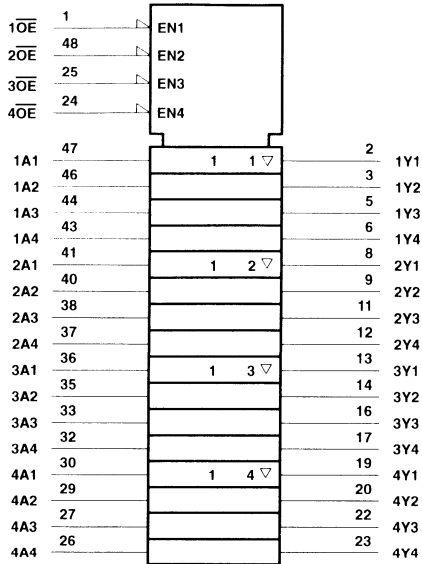 1O̅E̅ 1 EN1
2O̅E̅ 48 EN2
3O̅E̅ 25 EN3
4O̅E̅ 24 EN4
1A1 47 1 1 ▽ 2 1Y1
1A2 46 3 1Y2
1A3 44 5 1Y3
1A4 43 6 1Y4
2A1 41 1 2 ▽ 8 2Y1
2A2 40 9 2Y2
2A3 38 11 2Y3
2A4 37 12 2Y4
3A1 36 1 3 ▽ 13 3Y1
3A2 35 14 3Y2
3A3 33 16 3Y3
3A4 32 17 3Y4
4A1 30 1 4 ▽ 19 4Y1
4A2 29 20 4Y2
4A3 27 22 4Y3
4A4 26 23 4Y4